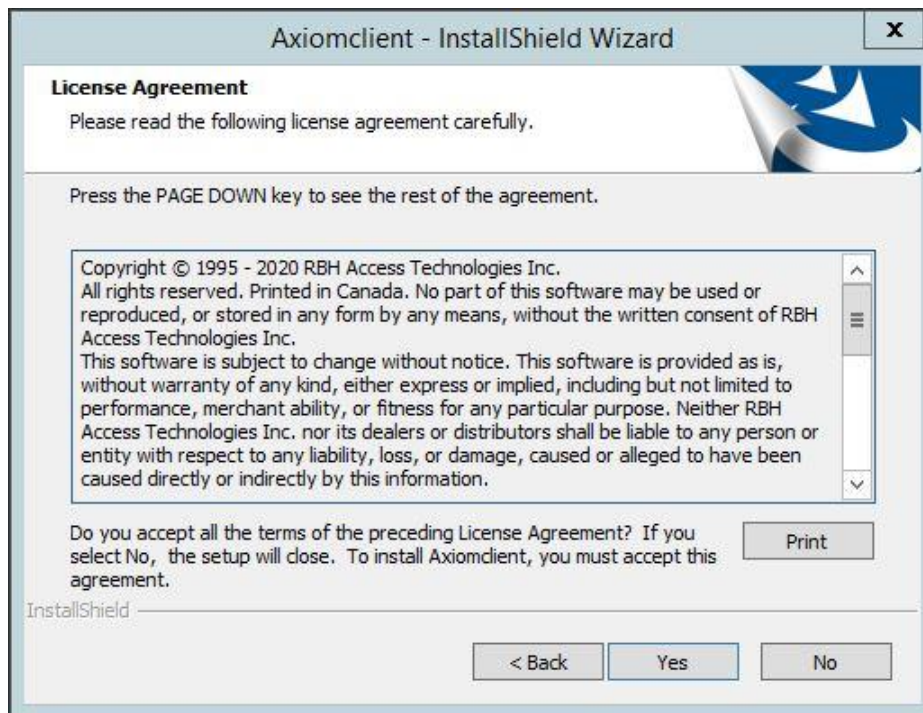 Axiomclient - InstallShield Wizard
x
License Agreement
Please read the following license agreement carefully.
Press the PAGE DOWN key to see the rest of the agreement.
Copyright © 1995 - 2020 RBH Access Technologies Inc.
All rights reserved. Printed in Canada. No part of this software may be used or
reproduced, or stored in any form by any means, without the written consent of RBH
Access Technologies Inc.
This software is subject to change without notice. This software is provided as is,
without warranty of any kind, either express or implied, including but not limited to
performance, merchant ability, or fitness for any particular purpose. Neither RBH
Access Technologies Inc. nor its dealers or distributors shall be liable to any person or
entity with respect to any liability, loss, or damage, caused or alleged to have been
caused directly or indirectly by this information.
Do you accept all the terms of the preceding License Agreement? If you
select No, the setup will close. To install Axiomclient, you must accept this
agreement.
Print
InstallShield
< Back
Yes
No